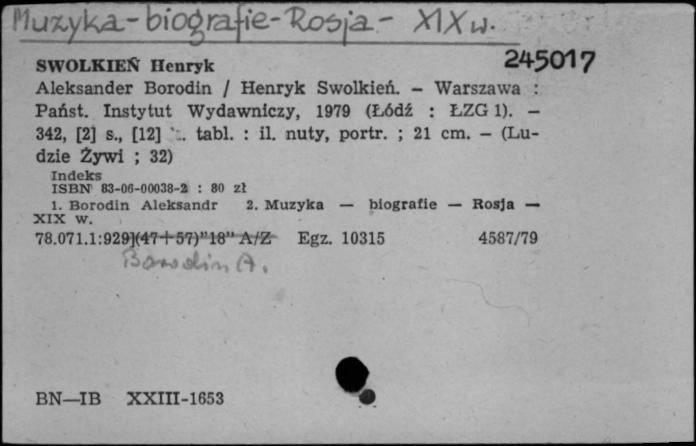 Muzyka - biografie - Rosja - XIX w.
245017
SWOLKIEŃ Henryk
Aleksander Borodin / Henryk Swolkień. — Warszawa :
Państ. Instytut Wydawniczy, 1979 (Łódź : ŁZG 1). —
342, [2] s., [12] s. tabl. : il. nuty, portr. ; 21 cm. — (Lu-
dzie Żywi ; 32)
Indeks
ISBN 83-06-00038-2 : 80 zł
1. Borodin Aleksandr 2. Muzyka — biografie — Rosja —
XIX w.
78.071.1:929](47+57)"18" A/Z Egz. 10315 4587/79
Borodin A.
BN—IB XXIII-1653